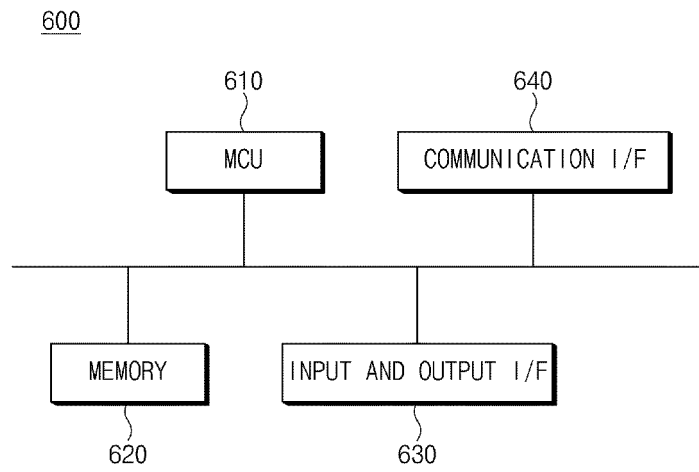 600
610
640
MCU
COMMUNICATION I/F
MEMORY
INPUT AND OUTPUT I/F
620
630